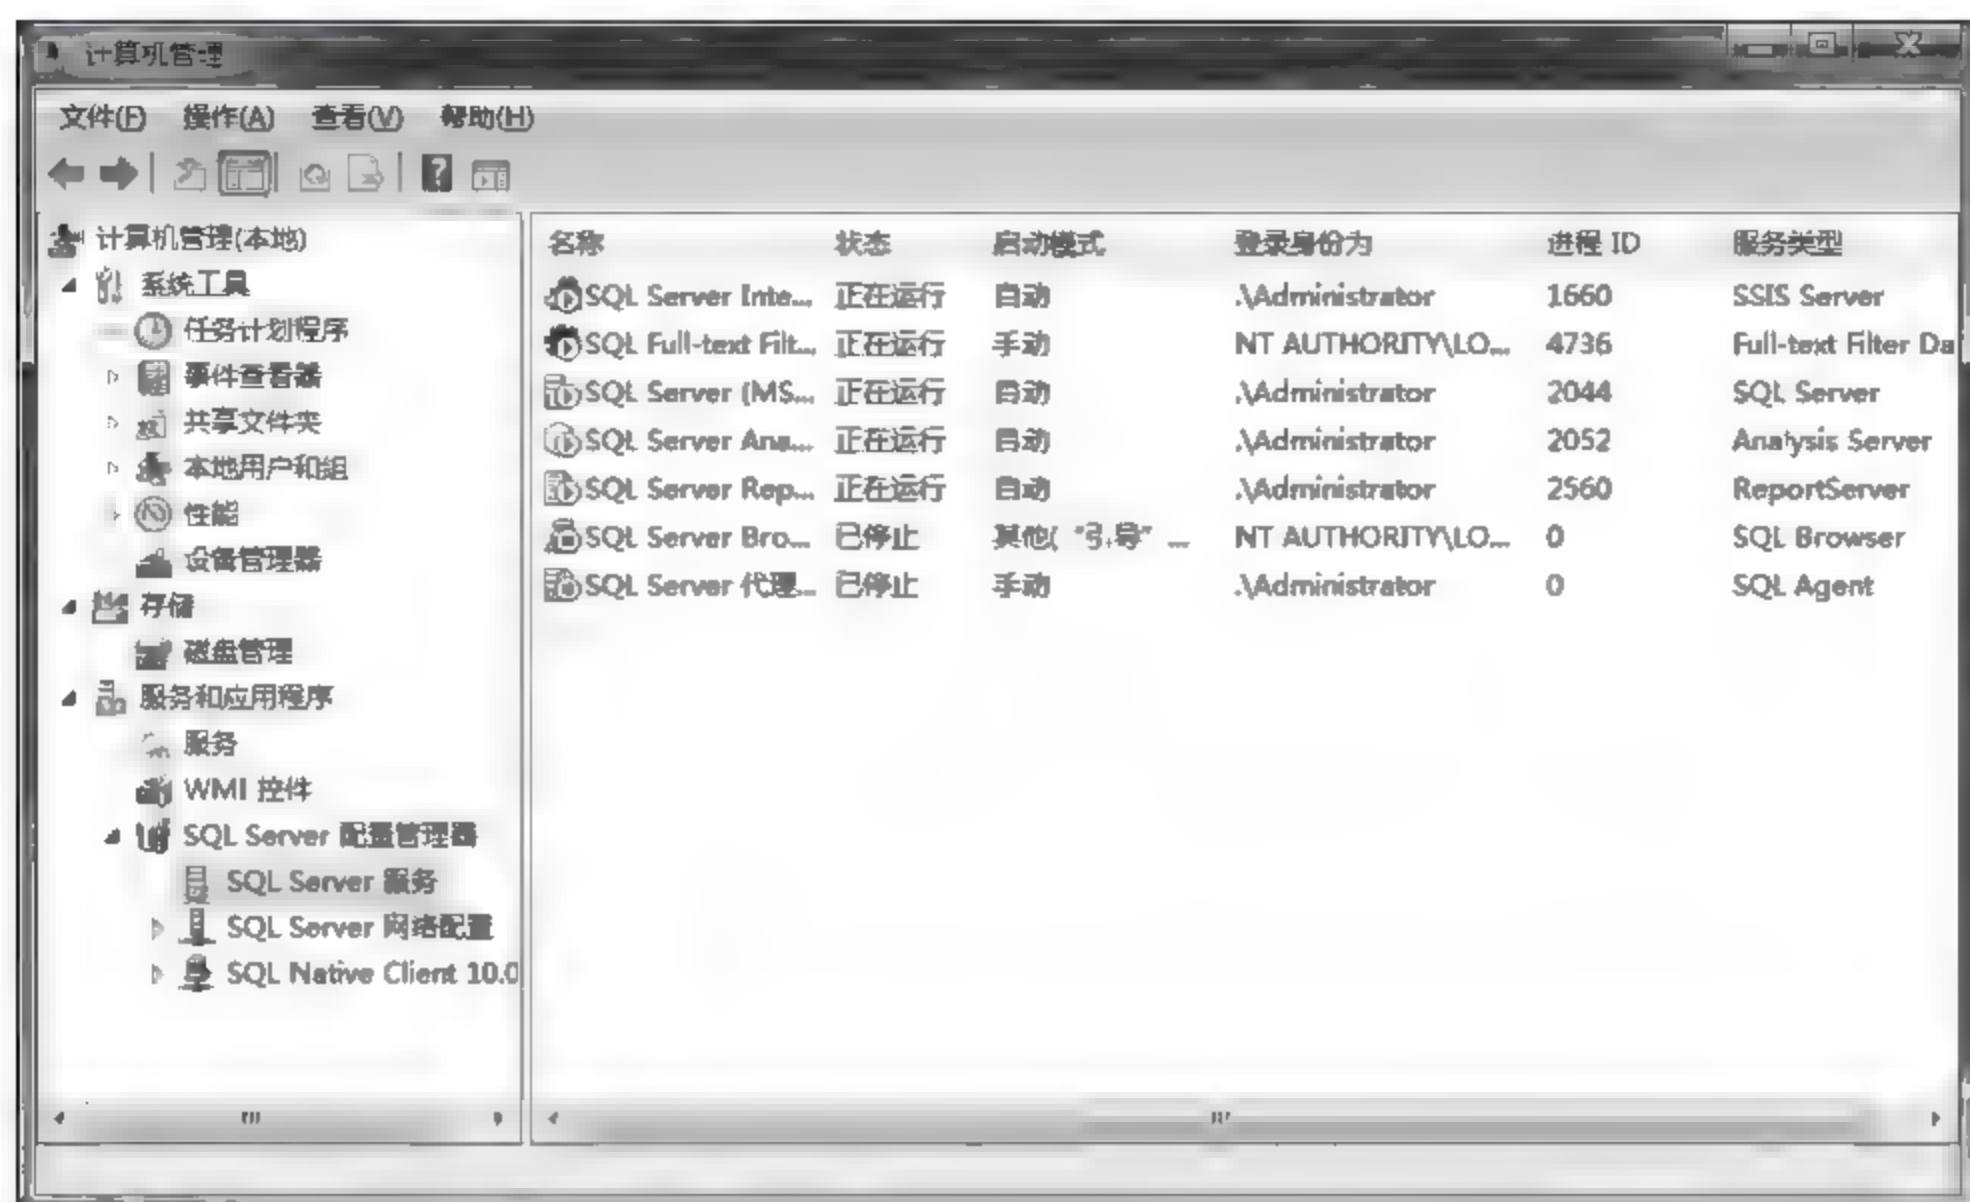 计算机管理
文件(F) 操作(A) 查看(V) 帮助(H)
计算机管理(本地)
系统工具
任务计划程序
事件查看器
共享文件夹
本地用户和组
性能
设备管理器
存储
磁盘管理
服务和应用程序
服务
WMI 控件
SQL Server 配置管理器
SQL Server 服务
SQL Server 网络配置
SQL Native Client 10.0
名称 状态 启动模式 登录身份为 进程 ID 服务类型
SQL Server Inte... 正在运行 自动 .\Administrator 1660 SSIS Server
SQL Full-text Filt... 正在运行 手动 NT AUTHORITY\LO... 4736 Full-text Filter Da
SQL Server (MS... 正在运行 自动 .\Administrator 2044 SQL Server
SQL Server Ana... 正在运行 自动 .\Administrator 2052 Analysis Server
SQL Server Rep... 正在运行 自动 .\Administrator 2560 ReportServer
SQL Server Bro... 已停止 其他("引导" ... NT AUTHORITY\LO... 0 SQL Browser
SQL Server 代理... 已停止 手动 .\Administrator 0 SQL Agent